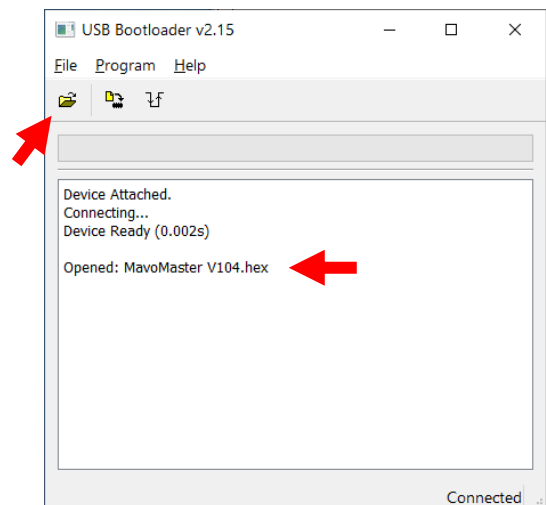 USB Bootloader v2.15
File Program Help
Device Attached.
Connecting...
Device Ready (0.002s)
Opened: MavoMaster V104.hex
Connected